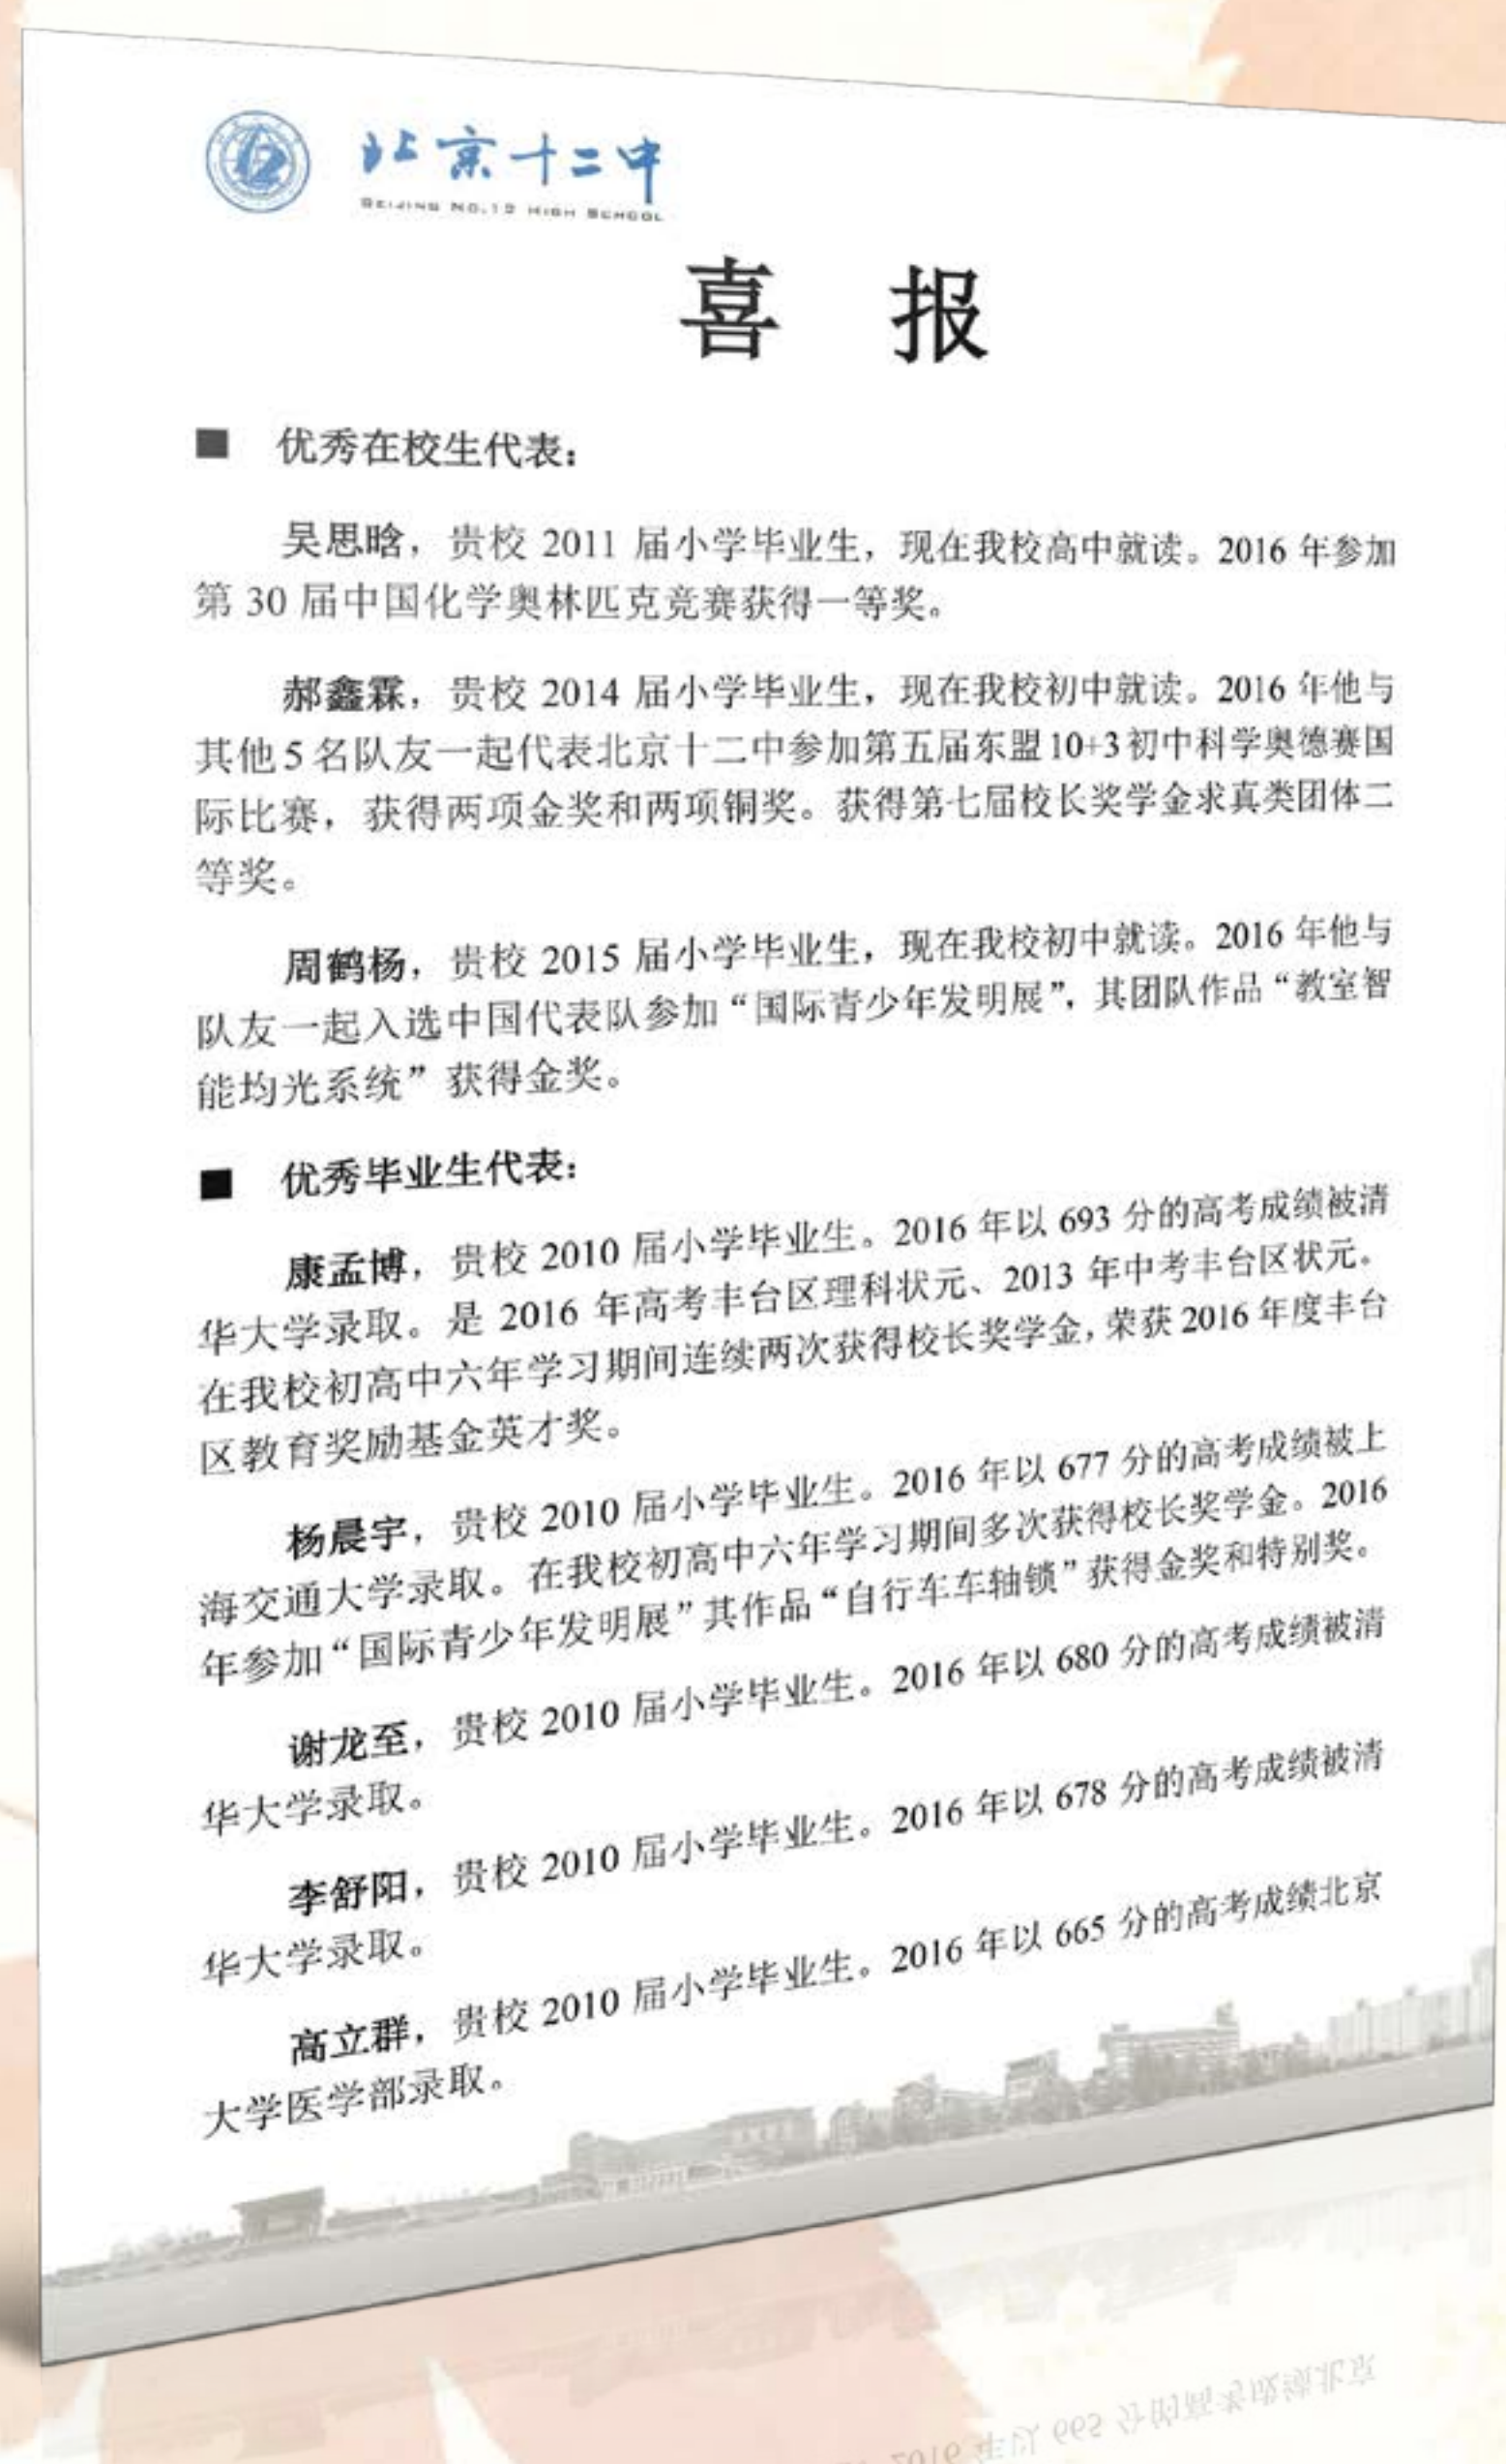 北京十二中
BEIJING NO.12 HIGH SCHOOL
喜 报
■ 优秀在校生代表：
吴思晗，贵校 2011 届小学毕业生，现在我校高中就读。2016 年参加
第 30 届中国化学奥林匹克竞赛获得一等奖。
郝鑫霖，贵校 2014 届小学毕业生，现在我校初中就读。2016 年他与
其他 5 名队友一起代表北京十二中参加第五届东盟 10+3 初中科学奥德赛国
际比赛，获得两项金奖和两项铜奖。获得第七届校长奖学金求真类团体二
等奖。
周鹤杨，贵校 2015 届小学毕业生，现在我校初中就读。2016 年他与
队友一起入选中国代表队参加“国际青少年发明展”，其团队作品“教室智
能均光系统”获得金奖。
■ 优秀毕业生代表：
康孟博，贵校 2010 届小学毕业生。2016 年以 693 分的高考成绩被清
华大学录取。是 2016 年高考丰台区理科状元、2013 年中考丰台区状元。
在我校初高中六年学习期间连续两次获得校长奖学金，荣获 2016 年度丰台
区教育奖励基金英才奖。
杨晨宇，贵校 2010 届小学毕业生。2016 年以 677 分的高考成绩被上
海交通大学录取。在我校初高中六年学习期间多次获得校长奖学金。2016
年参加“国际青少年发明展”其作品“自行车车轴锁”获得金奖和特别奖。
谢龙至，贵校 2010 届小学毕业生。2016 年以 680 分的高考成绩被清
华大学录取。
李舒阳，贵校 2010 届小学毕业生。2016 年以 678 分的高考成绩被清
华大学录取。
高立群，贵校 2010 届小学毕业生。2016 年以 665 分的高考成绩北京
大学医学部录取。